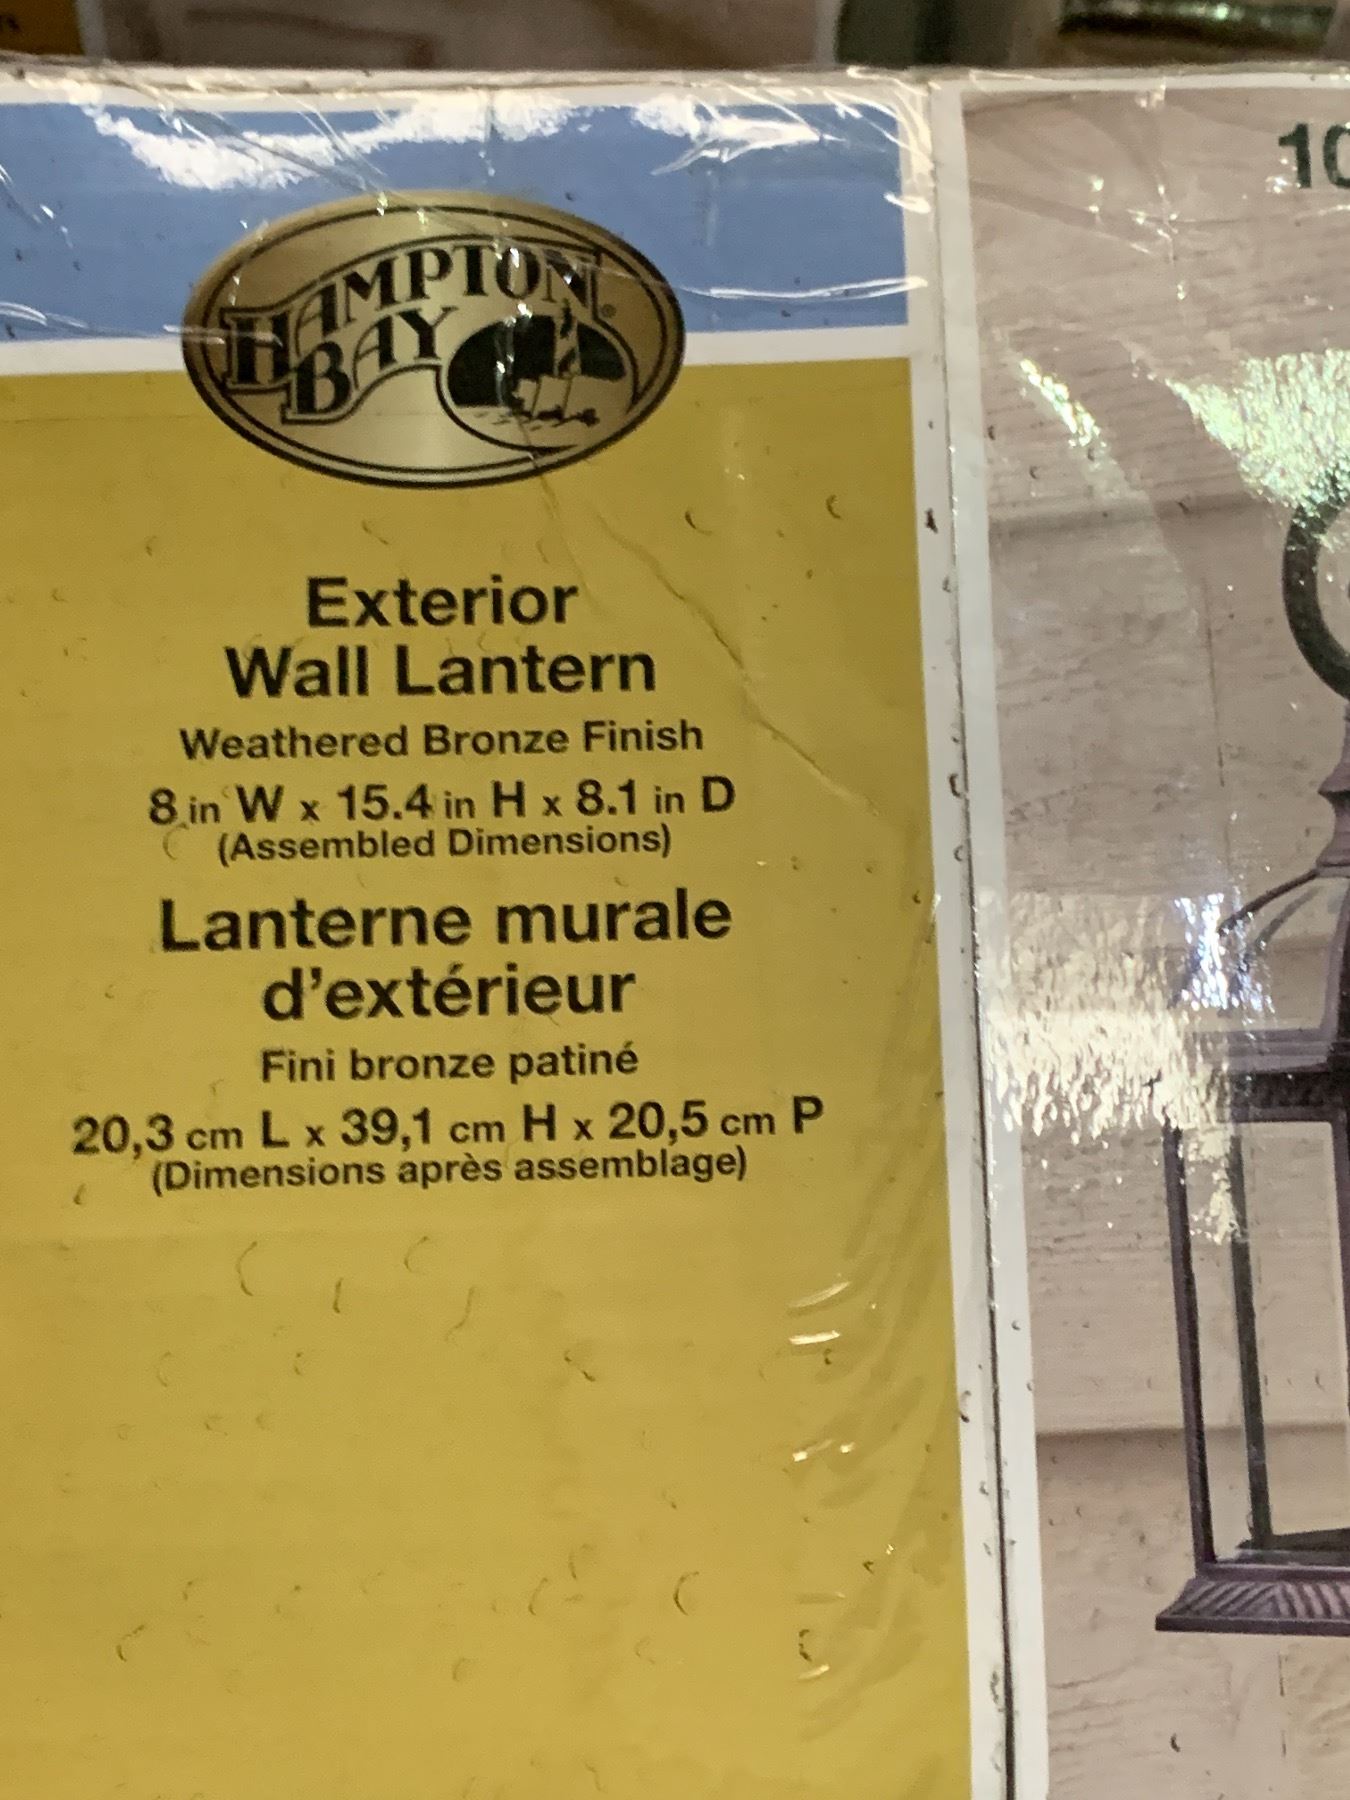 HAMPTON
BAY
Exterior
Wall Lantern
Weathered Bronze Finish
8 in W x 15.4 in H x 8.1 in D
(Assembled Dimensions)
Lanterne murale
d'extérieur
Fini bronze patiné
20,3 cm L x 39,1 cm H x 20,5 cm P
(Dimensions après assemblage)